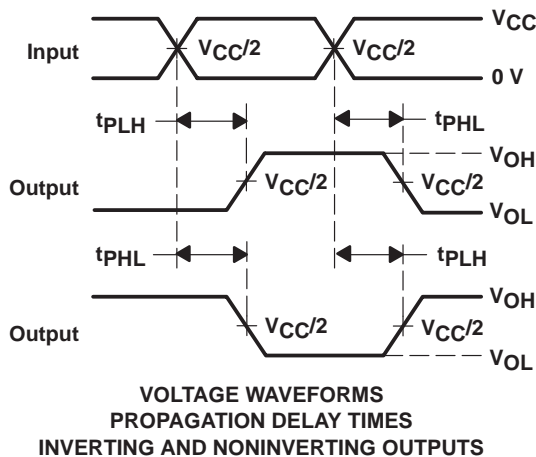 VCC
Input VCC/2 VCC/2
0 V
tPLH tPHL
VOH
Output VCC/2 VCC/2
VOL
tPHL tPLH
VOH
Output VCC/2 VCC/2
VOL
VOLTAGE WAVEFORMS
PROPAGATION DELAY TIMES
INVERTING AND NONINVERTING OUTPUTS